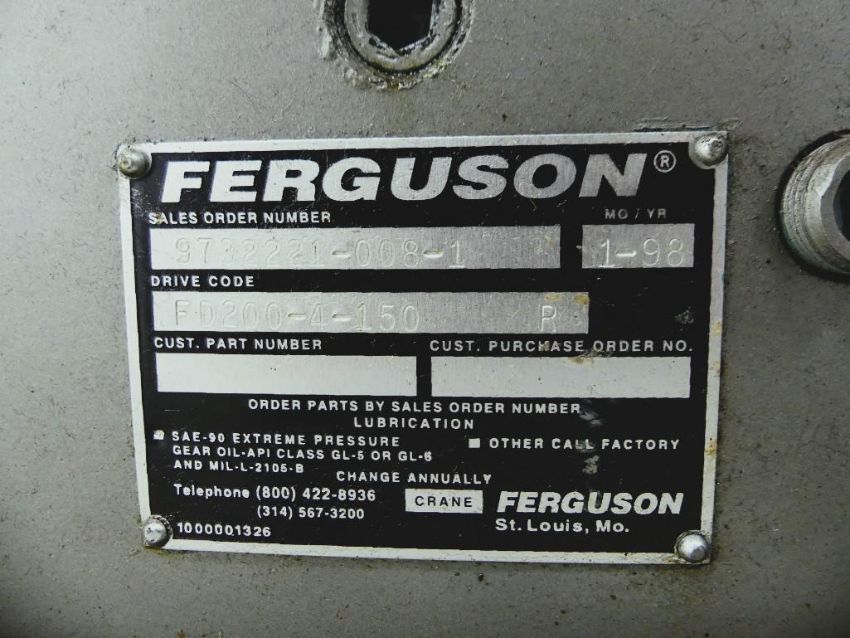 FERGUSON®
SALES ORDER NUMBER MO / YR
9732221-008-1 1-98
DRIVE CODE
FD200-4-150 R
CUST. PART NUMBER CUST. PURCHASE ORDER NO.
ORDER PARTS BY SALES ORDER NUMBER
LUBRICATION
SAE-90 EXTREME PRESSURE
GEAR OIL-API CLASS GL-5 OR GL-6
AND MIL-L-2105-B
OTHER CALL FACTORY
CHANGE ANNUALLY
Telephone (800) 422-8936
(314) 567-3200
CRANE FERGUSON
St. Louis, Mo.
100000.1326